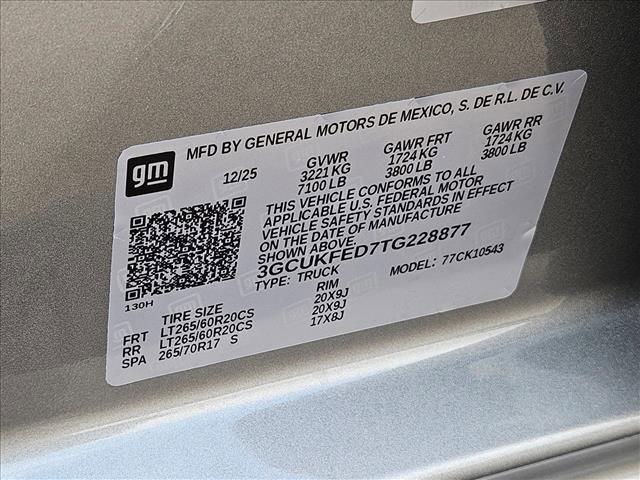 gm
MFD BY GENERAL MOTORS DE MEXICO, S. DE R.L. DE C.V.
12/25 GVWR GAWR FRT GAWR RR
3221 KG 1724 KG 1724 KG
7100 LB 3800 LB 3800 LB
THIS VEHICLE CONFORMS TO ALL
APPLICABLE U.S. FEDERAL MOTOR
VEHICLE SAFETY STANDARDS IN EFFECT
ON THE DATE OF MANUFACTURE
SHOWN ABOVE.
3GCUKFED7TG228877
TYPE: TRUCK MODEL: 77CK10543
130H
TIRE SIZE RIM
FRT LT265/60R20CS 20X9J
RR LT265/60R20CS 20X9J
SPA 265/70R17 S 17X8J